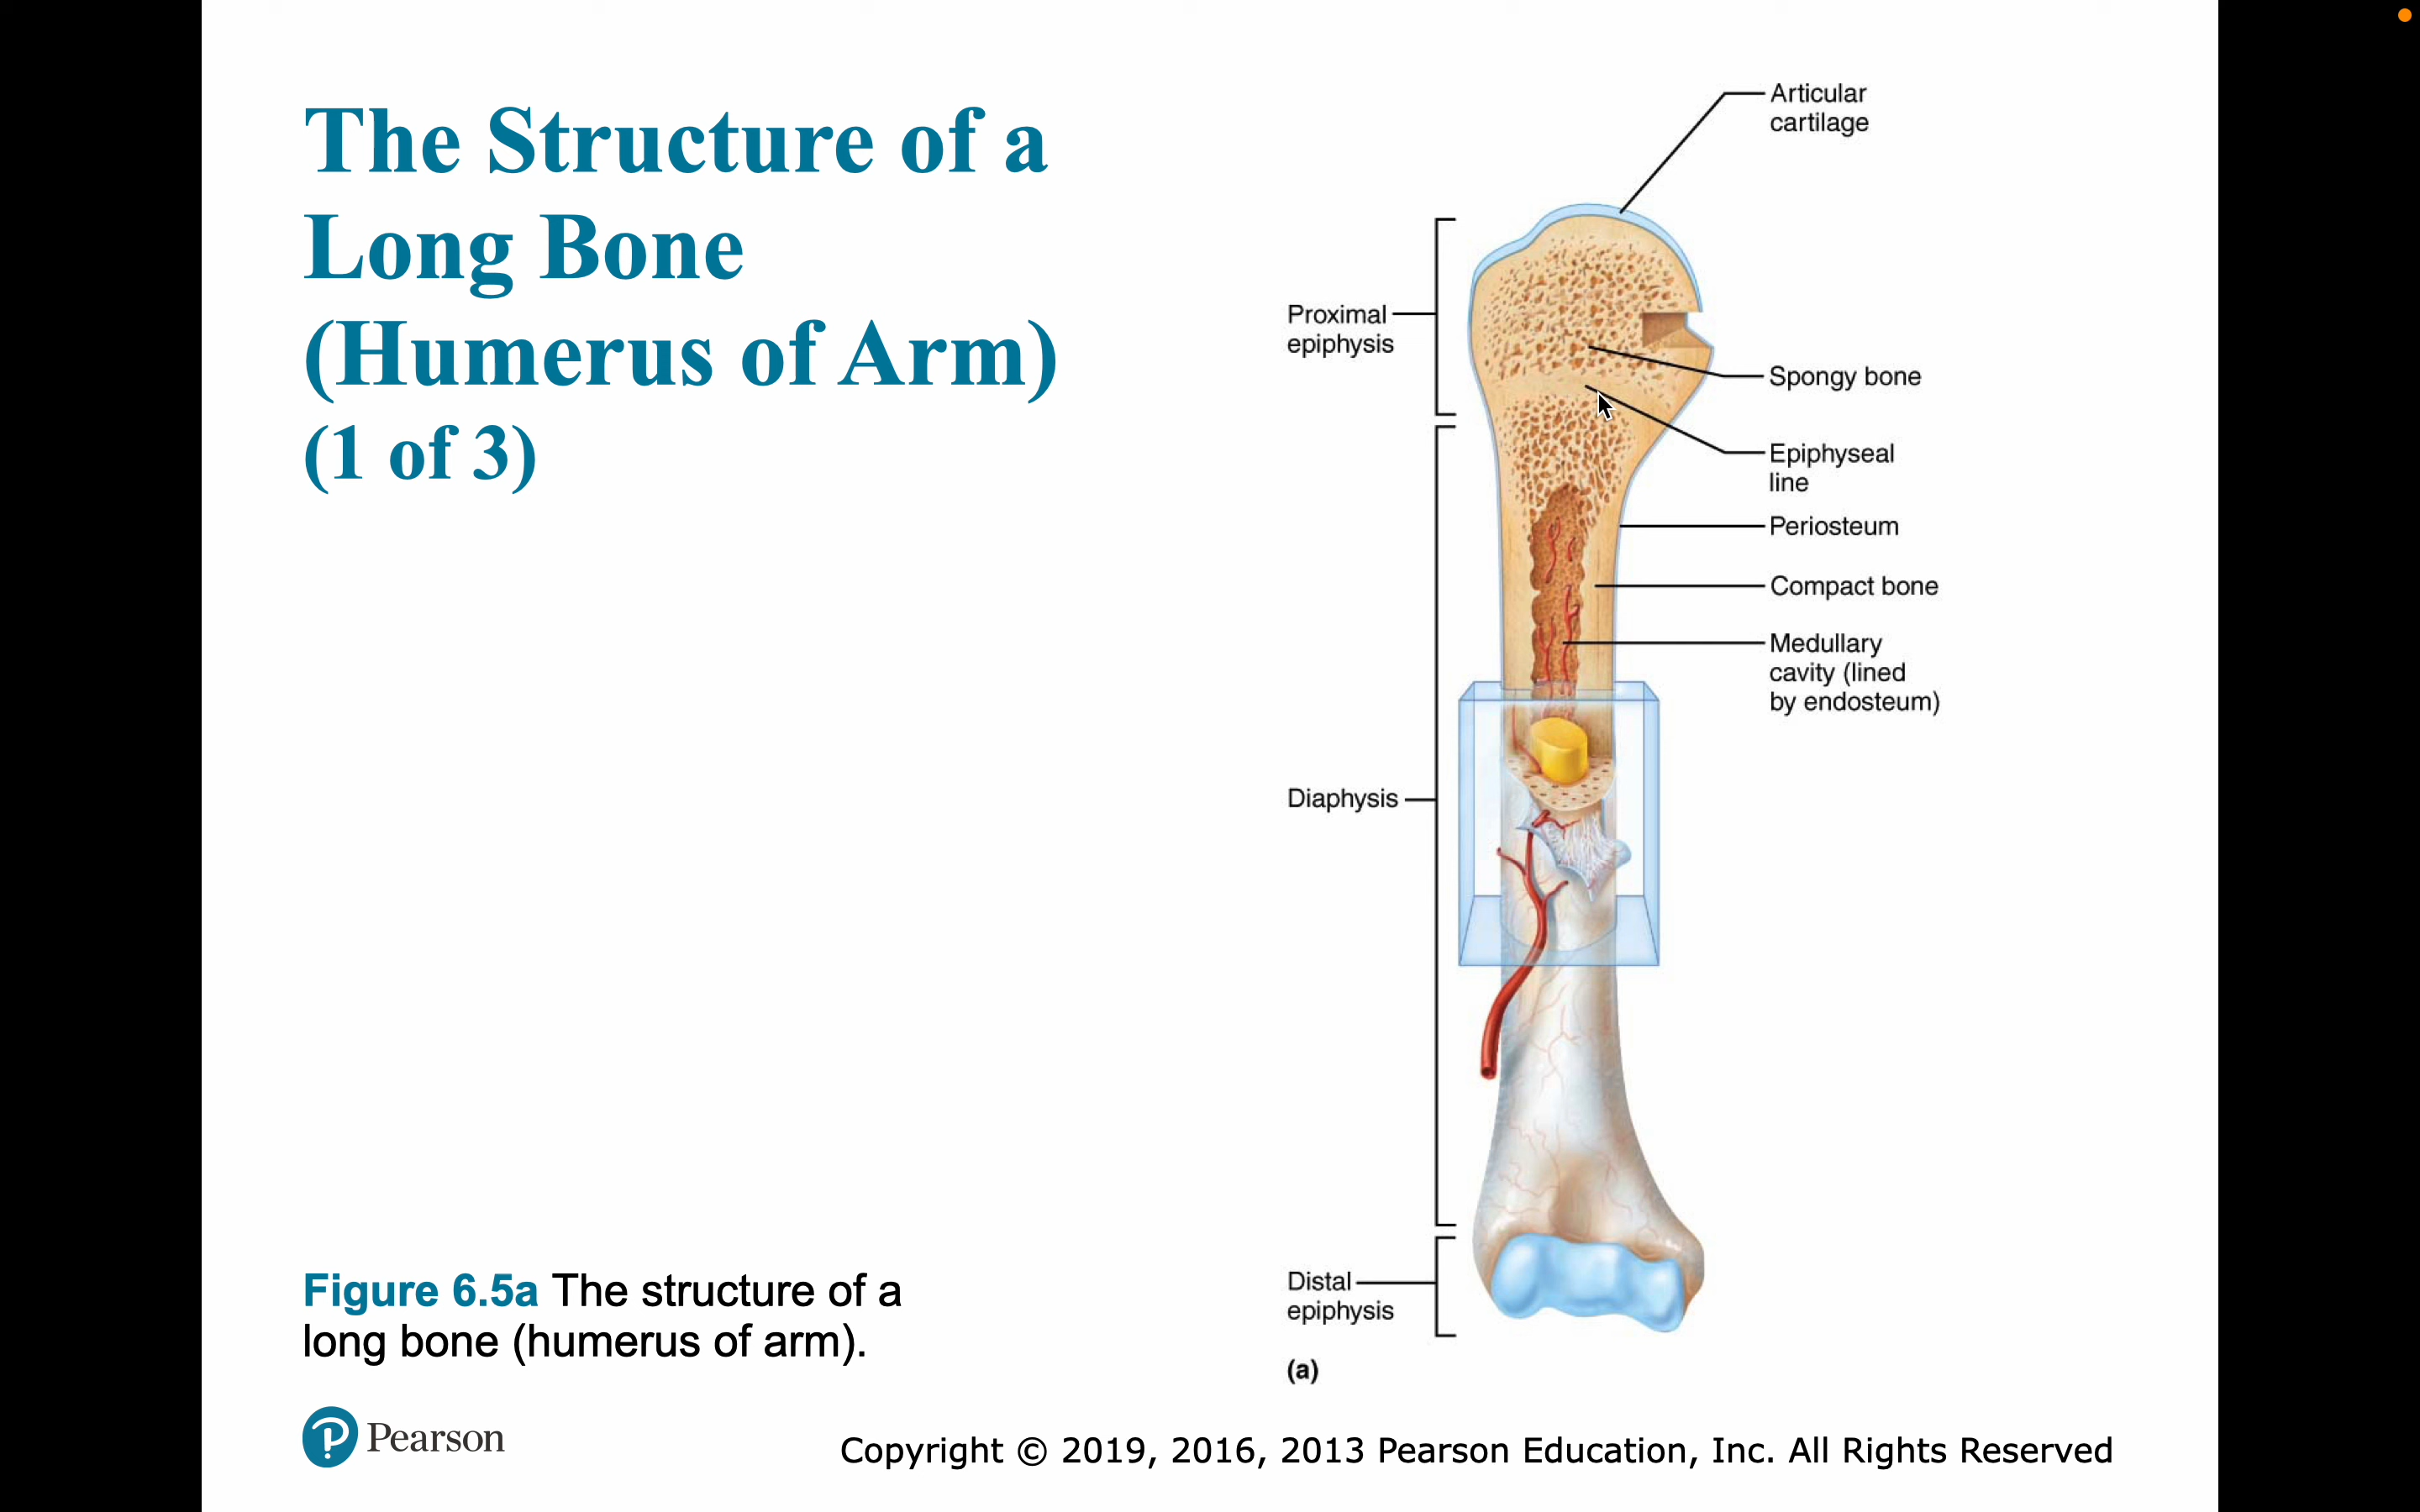 The Structure of a
Long Bone
(Humerus of Arm)
(1 of 3)
Articular
cartilage
Proximal
epiphysis
Spongy bone
Epiphyseal
line
Periosteum
Compact bone
Medullary
cavity (lined
by endosteum)
Diaphysis
Distal
epiphysis
(a)
Figure 6.5a The structure of a
long bone (humerus of arm).
P Pearson
Copyright © 2019, 2016, 2013 Pearson Education, Inc. All Rights Reserved